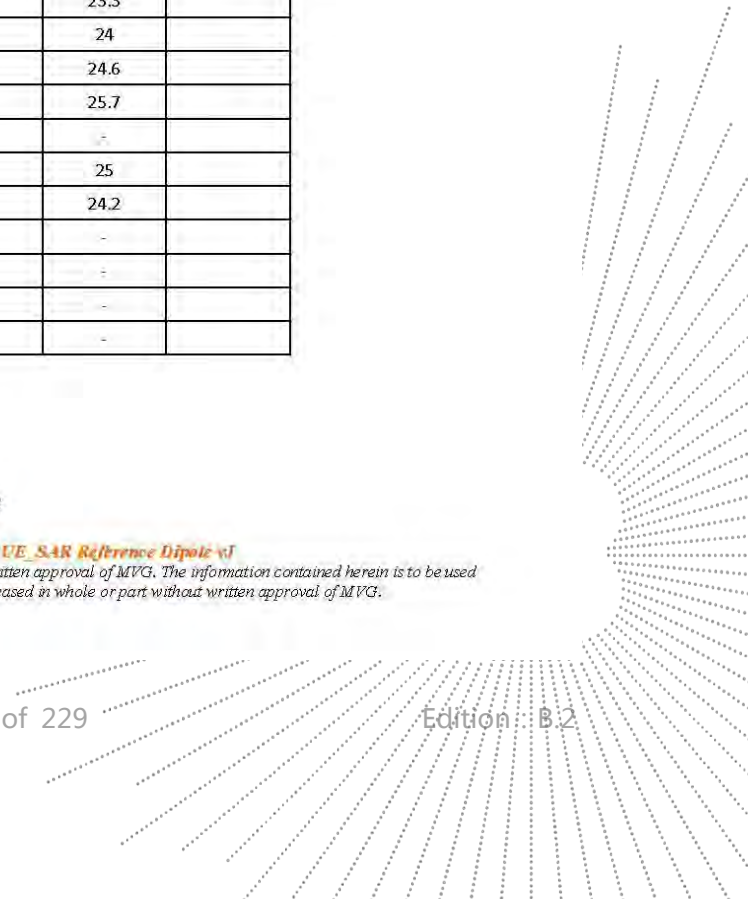 23.3
24
24.6
25.7
-
25
24.2
-
-
-
-
UE_SAR Reference Dipole vJ
itten approval of MVG. The information contained herein is to be used
eased in whole or part without written approval of MVG.
of 229
Edition: B.2